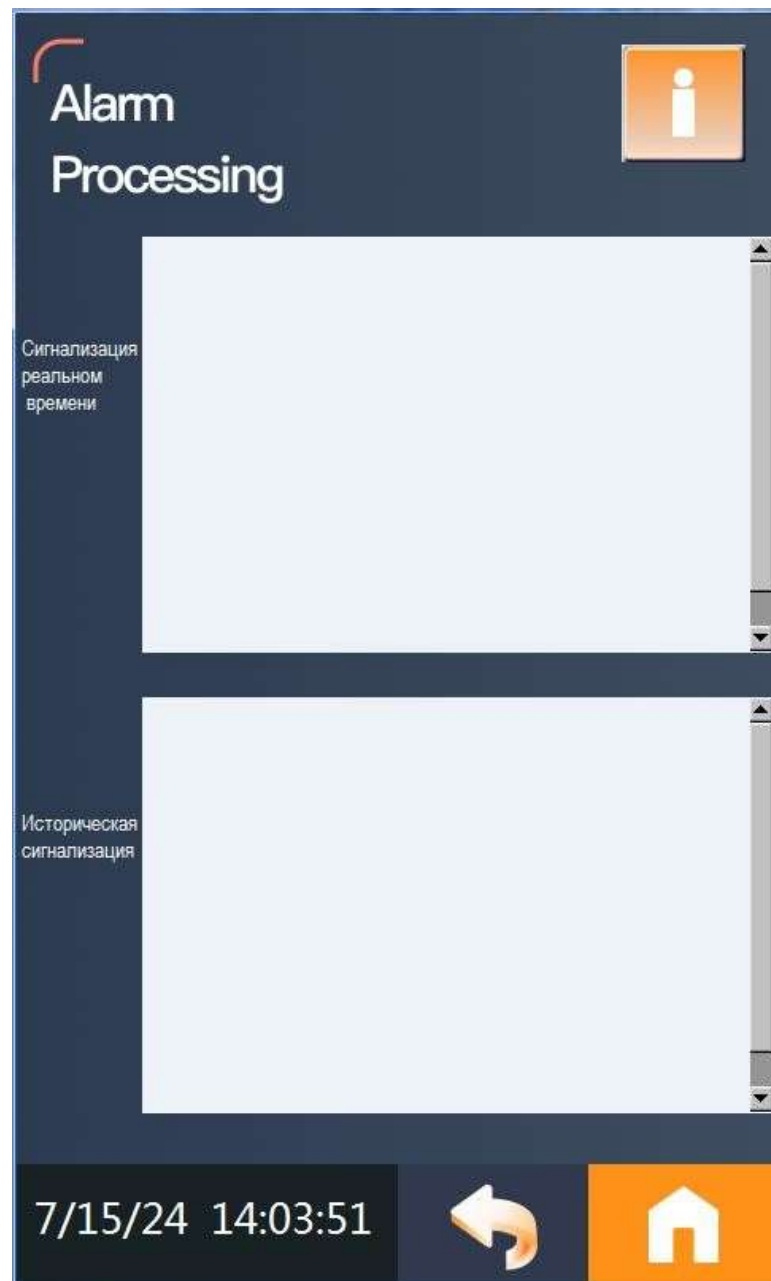 Alarm
Processing
Сигнализация
реальном
времени
Историческая
сигнализация
7/15/24 14:03:51